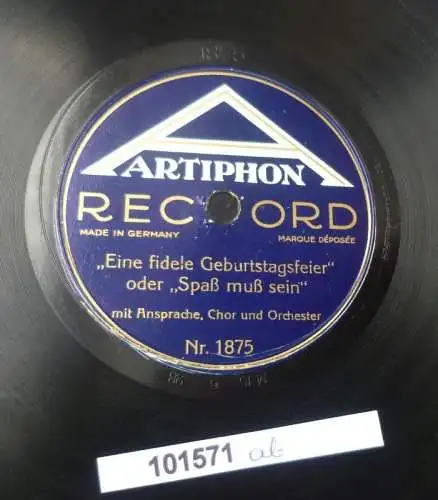 ARTIPHON
RECORD
MADE IN GERMANY
MARQUE DÉPOSÉE
„Eine fidele Geburtstagsfeier"
oder „Spaß muß sein"
mit Ansprache, Chor und Orchester
Nr. 1875
101571 ab